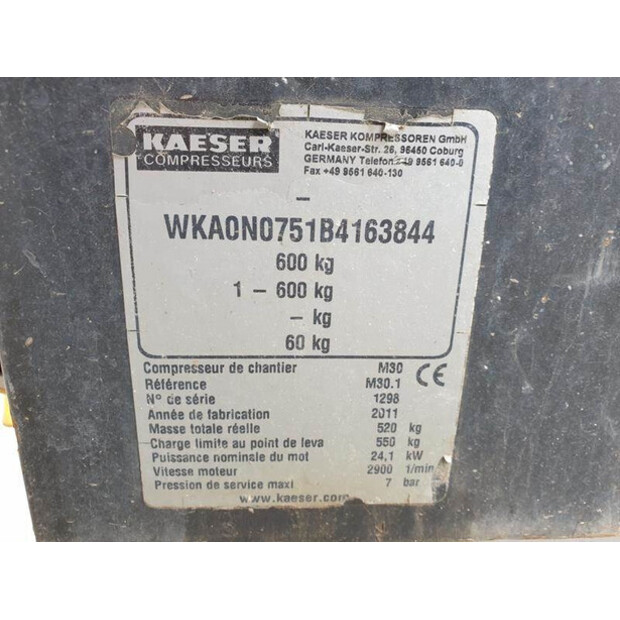 KAESER
COMPRESSEURS
KAESER KOMPRESSOREN GmbH
Carl-Kaeser-Str. 26, 96450 Coburg
GERMANY Telefon +49 9561 640-0
Fax +49 9561 640-130
–
WKA0N0751B4163844
600 kg
1 – 600 kg
– kg
60 kg
Compresseur de chantier M30
Référence M30.1
N° de série 1298
Année de fabrication 2011
Masse totale réelle 520 kg
Charge limite au point de leva 550 kg
Puissance nominale du mot 24,1 kW
Vitesse moteur 2900 1/min
Pression de service maxi 7 bar
CE
www.kaeser.com